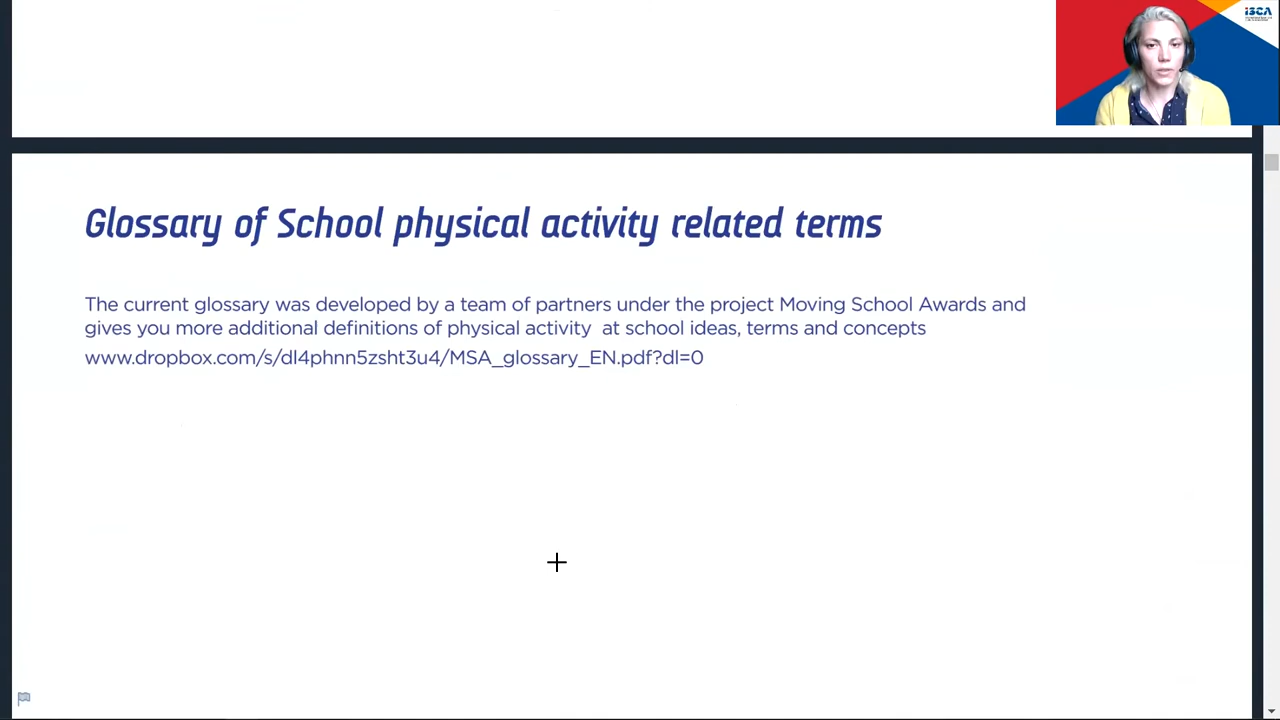 ISCA
Glossary of School physical activity related terms
The current glossary was developed by a team of partners under the project Moving School Awards and
gives you more additional definitions of physical activity at school ideas, terms and concepts
www.dropbox.com/s/dl4phnn5zsht3u4/MSA_glossary_EN.pdf?dl=0